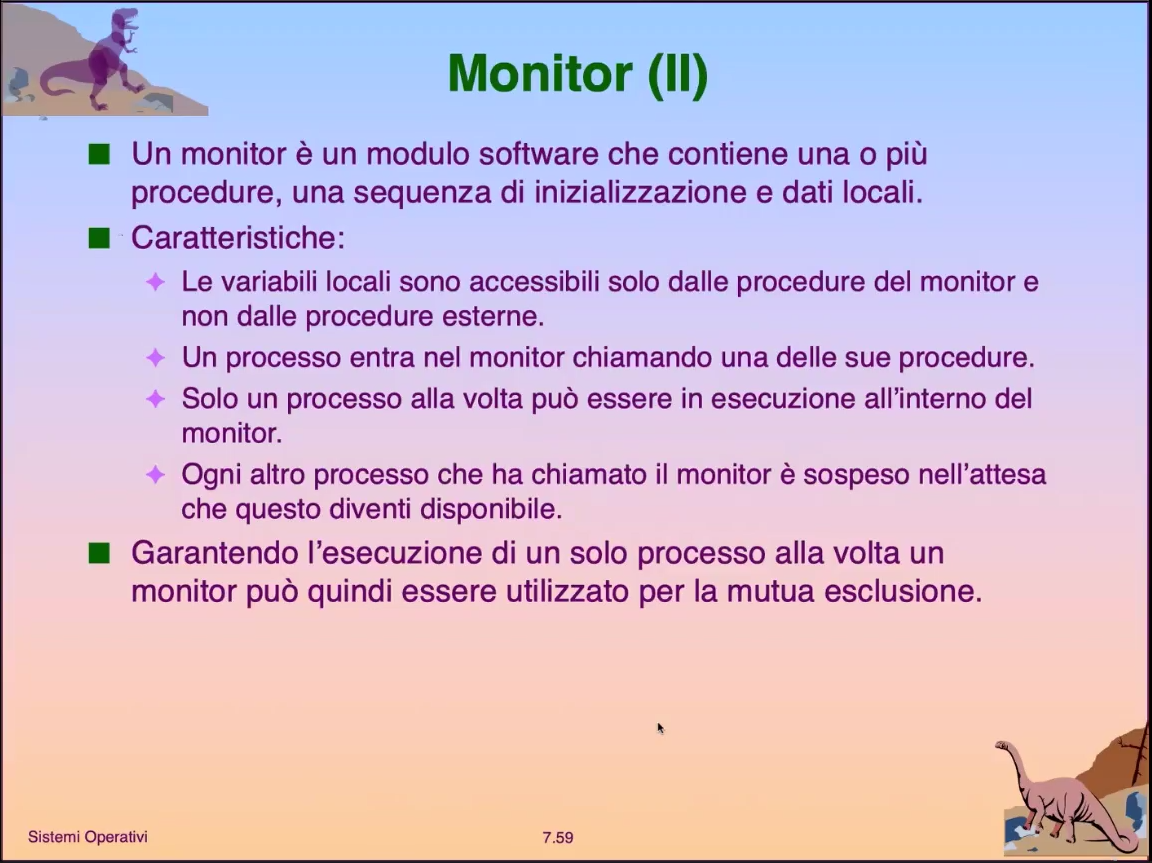 Monitor (II)
Un monitor è un modulo software che contiene una o più
procedure, una sequenza di inizializzazione e dati locali.
Caratteristiche:
Le variabili locali sono accessibili solo dalle procedure del monitor e
non dalle procedure esterne.
Un processo entra nel monitor chiamando una delle sue procedure.
Solo un processo alla volta può essere in esecuzione all’interno del
monitor.
Ogni altro processo che ha chiamato il monitor è sospeso nell’attesa
che questo diventi disponibile.
Garantendo l’esecuzione di un solo processo alla volta un
monitor può quindi essere utilizzato per la mutua esclusione.
Sistemi Operativi
7.59